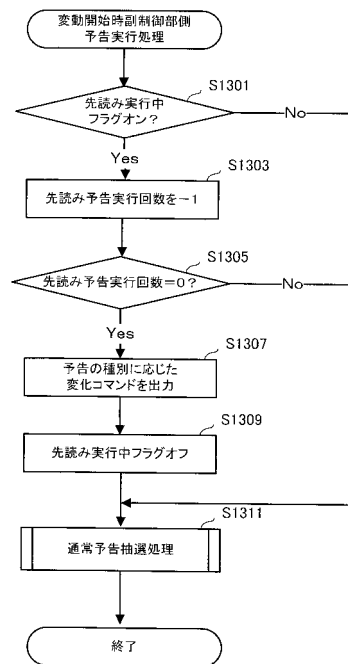 変動開始時副制御部側
予告実行処理
S1301
先読み実行中
フラグオン?
No
Yes
S1303
先読み予告実行回数を-1
S1305
先読み予告実行回数=0?
No
Yes
S1307
予告の種別に応じた
変化コマンドを出力
S1309
先読み実行中フラグオフ
S1311
通常予告抽選処理
終了